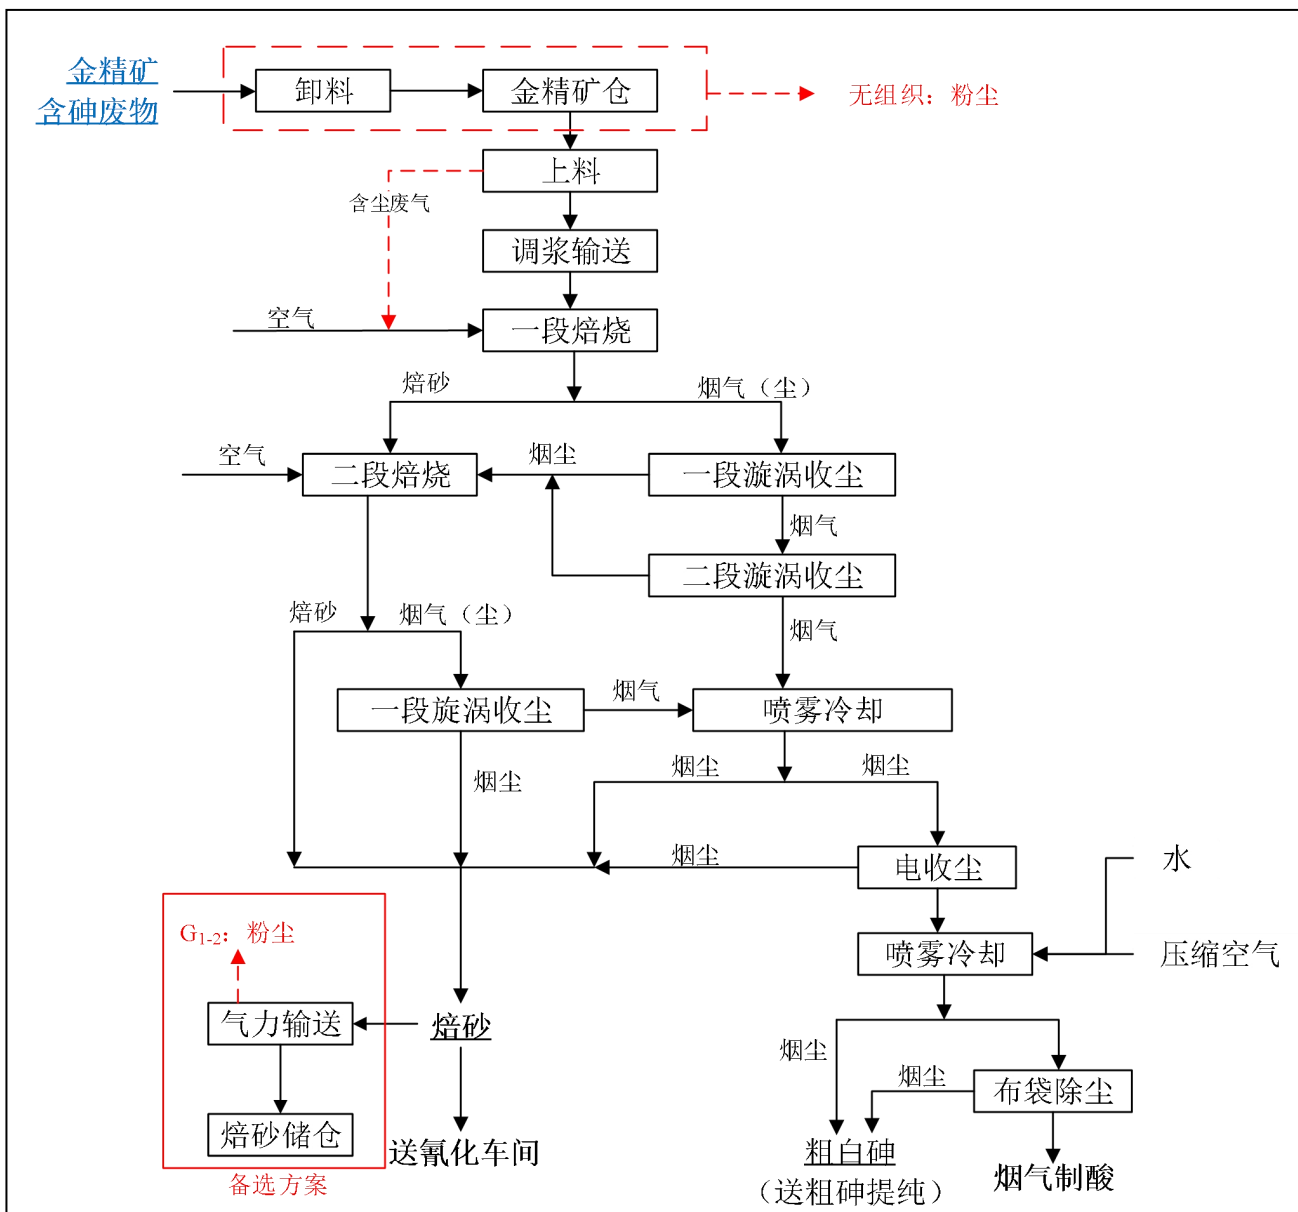 金精矿
含砷废物
卸料
金精矿仓
无组织：粉尘
上料
含尘废气
调浆输送
空气
一段焙烧
焙砂
烟气（尘）
空气
二段焙烧
烟尘
一段漩涡收尘
烟气
二段漩涡收尘
焙砂
烟气（尘）
烟气
一段旋涡收尘
烟气
喷雾冷却
烟尘
烟尘
烟尘
烟尘
电收尘
水
G1-2：粉尘
喷雾冷却
压缩空气
气力输送
焙砂
烟尘
烟尘
布袋除尘
焙砂储仓
送氰化车间
粗白砷
（送粗砷提纯）
烟气制酸
备选方案